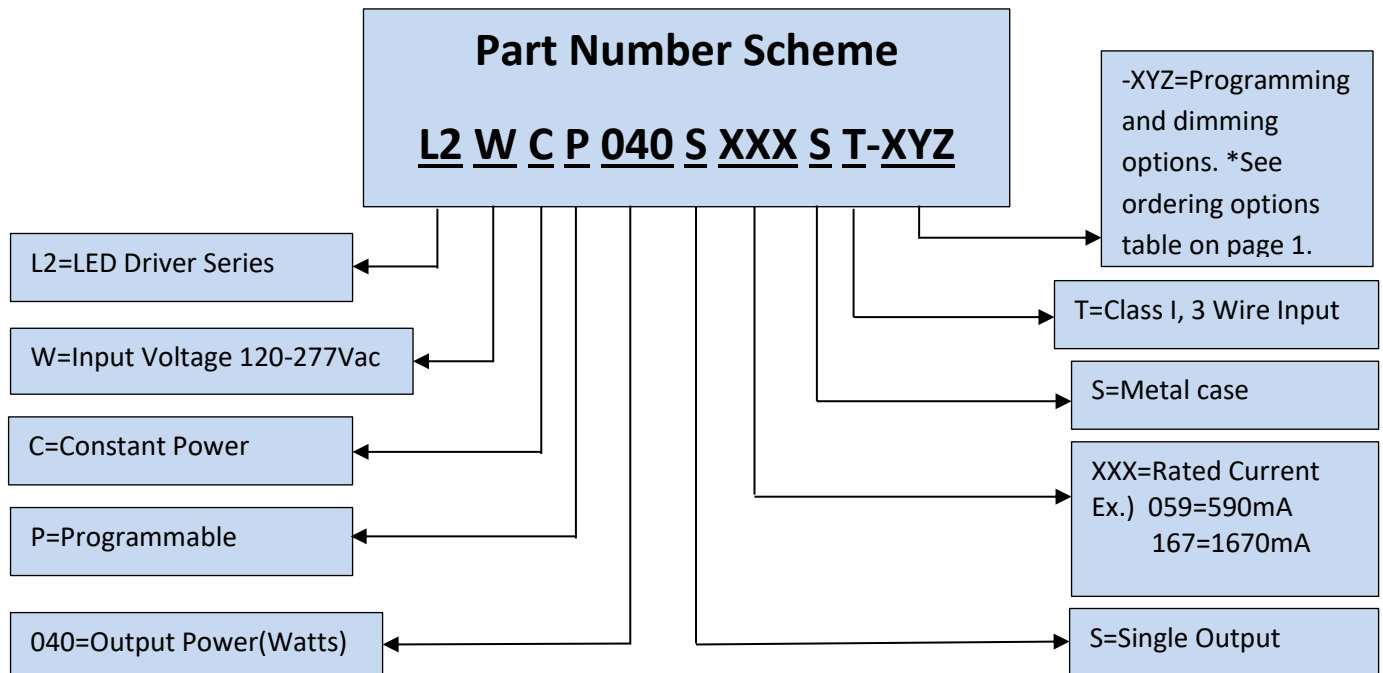 Part Number Scheme
L2 W C P 040 S XXX S T-XYZ
-XYZ=Programming
and dimming
options. *See
ordering options
table on page 1.
L2=LED Driver Series
T=Class I, 3 Wire Input
W=Input Voltage 120-277Vac
S=Metal case
C=Constant Power
XXX=Rated Current
Ex.) 059=590mA
167=1670mA
P=Programmable
040=Output Power(Watts)
S=Single Output